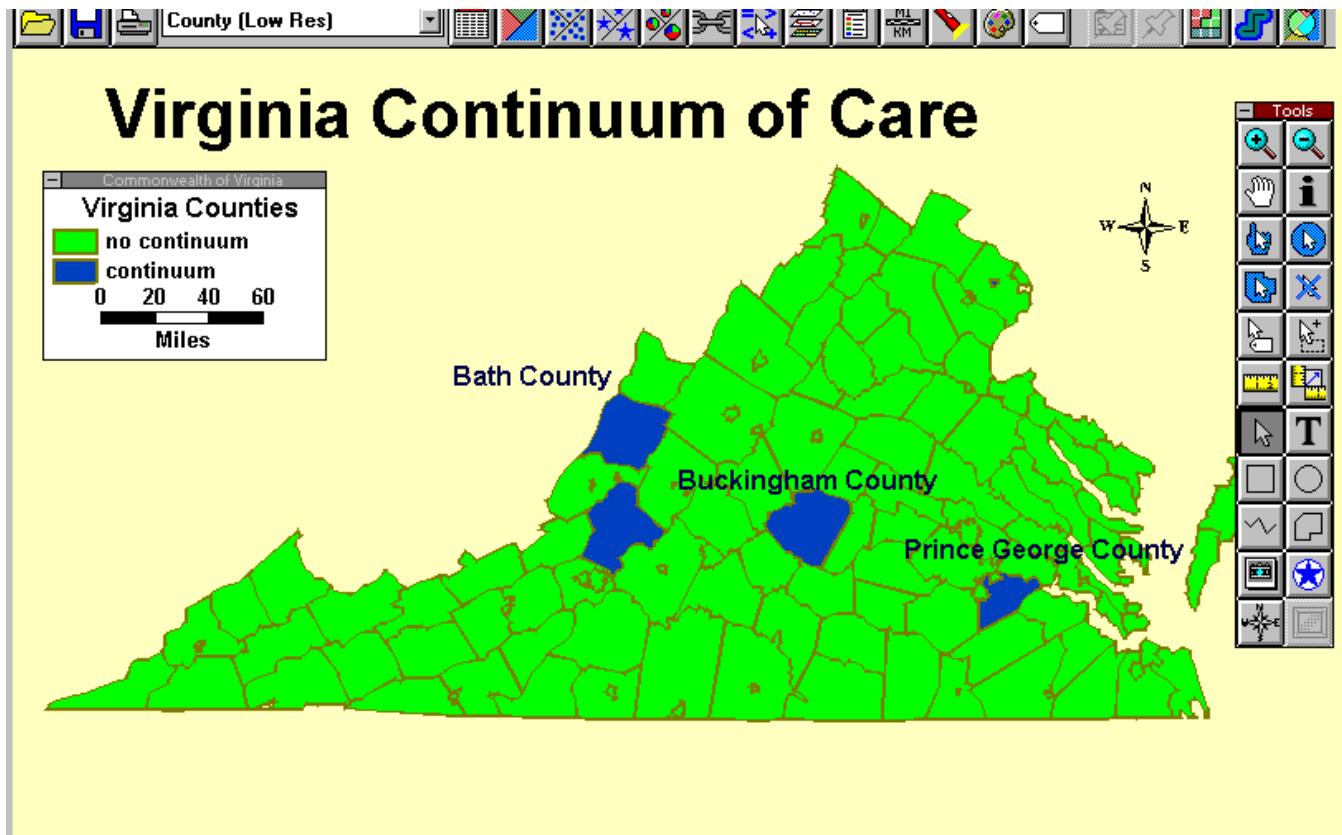 County (Low Res)
MI
KM
Virginia Continuum of Care
Tools
Commonwealth of Virginia
Virginia Counties
no continuum
continuum
0 20 40 60
Miles
N
W E
S
Bath County
Buckingham County
Prince George County
T